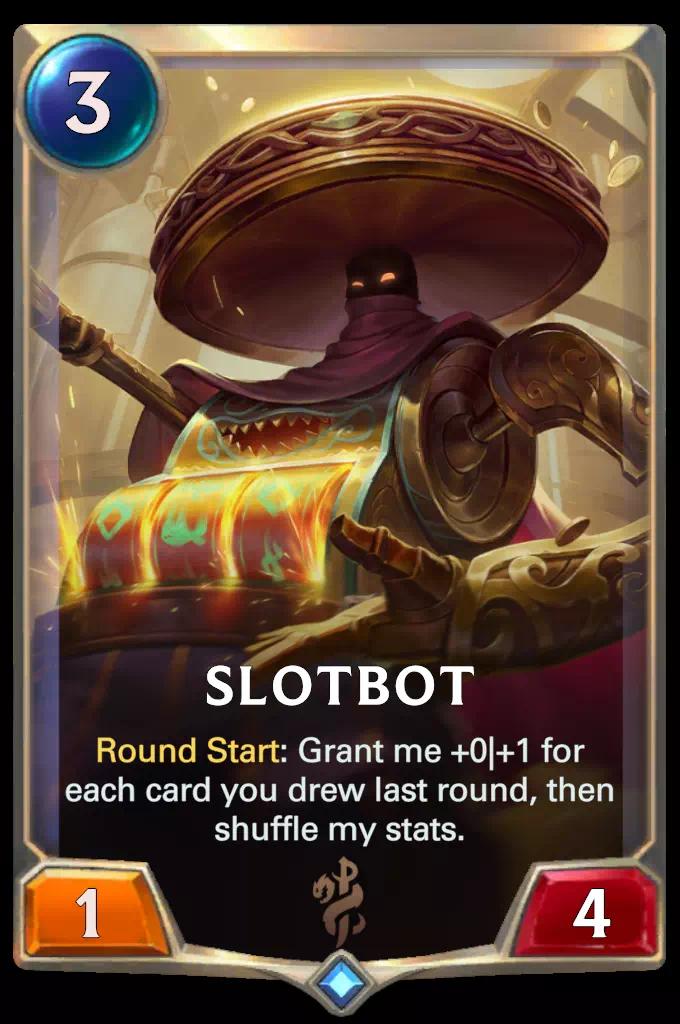 3
SLOTBOT
Round Start: Grant me +0|+1 for
each card you drew last round, then
shuffle my stats.
1
4